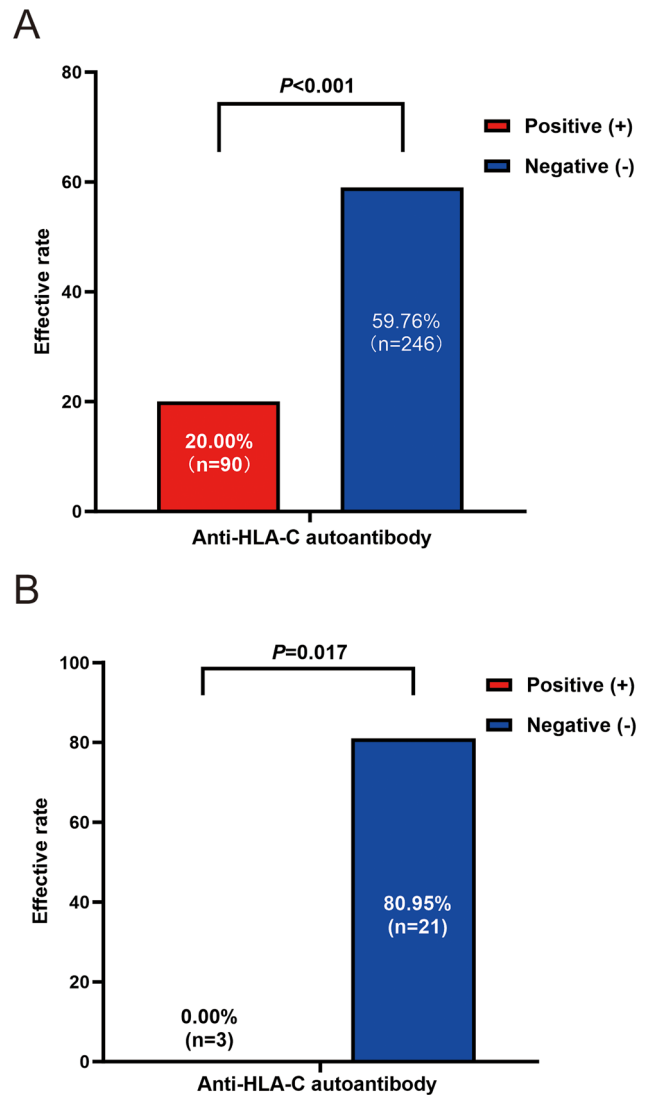 A
80
60
40
20
0
Effective rate
P<0.001
Positive (+)
Negative (-)
20.00%
（n=90）
59.76%
（n=246）
Anti-HLA-C autoantibody
B
100
80
60
40
20
0
Effective rate
P=0.017
Positive (+)
Negative (-)
0.00%
(n=3)
80.95%
(n=21)
Anti-HLA-C autoantibody